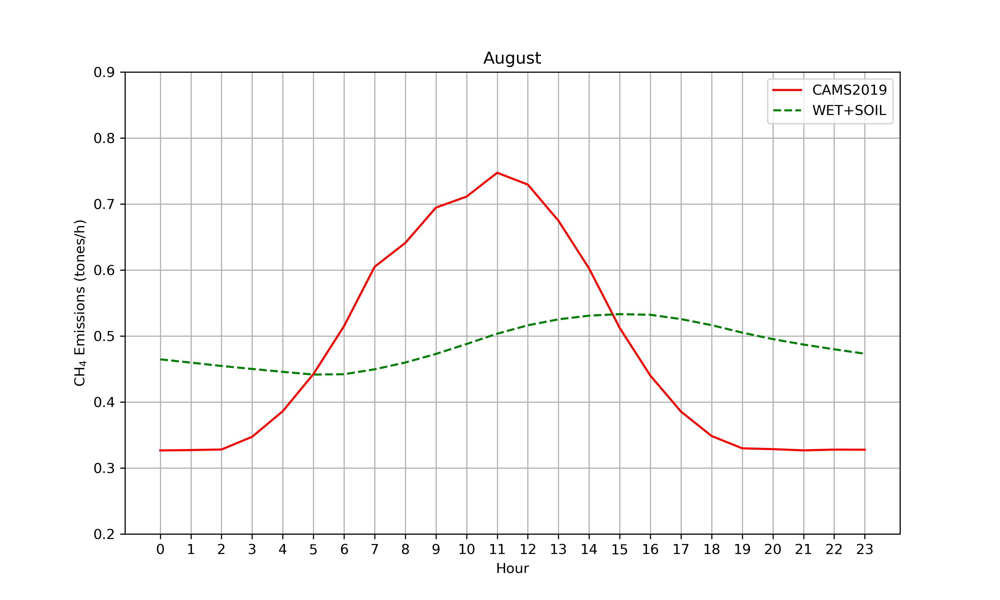 August
0.9
0.8
0.7
0.6
0.5
0.4
0.3
0.2
CH₄ Emissions (tones/h)
CAMS2019
WET+SOIL
0 1 2 3 4 5 6 7 8 9 10 11 12 13 14 15 16 17 18 19 20 21 22 23
Hour